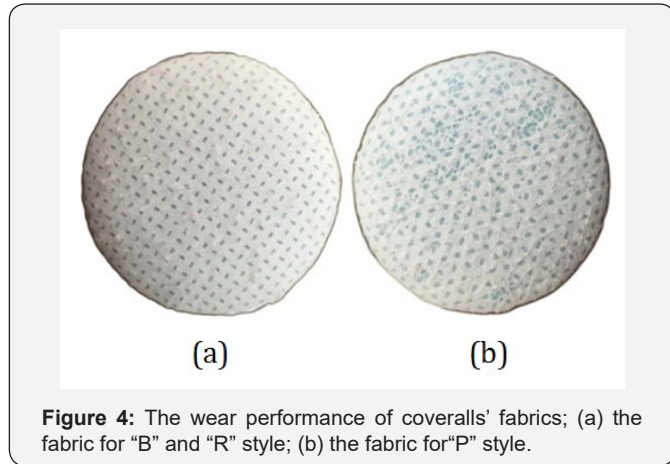 (a)
(b)
Figure 4: The wear performance of coveralls' fabrics; (a) the
fabric for "B" and "R" style; (b) the fabric for"P" style.